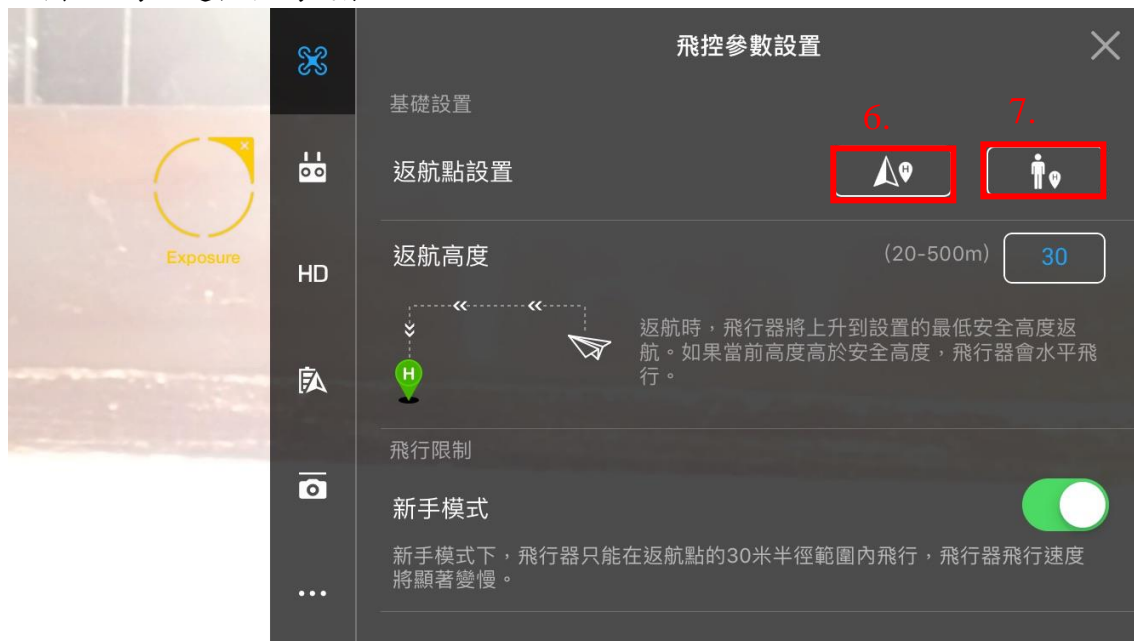 飛控參數設置
基礎設置
6.
7.
返航點設置
H
H
Exposure
HD
返航高度
(20-500m)
30
返航時，飛行器將上升到設置的最低安全高度返
航。如果當前高度高於安全高度，飛行器會水平飛
行。
H
飛行限制
新手模式
新手模式下，飛行器只能在返航點的30米半徑範圍內飛行，飛行器飛行速度
將顯著變慢。